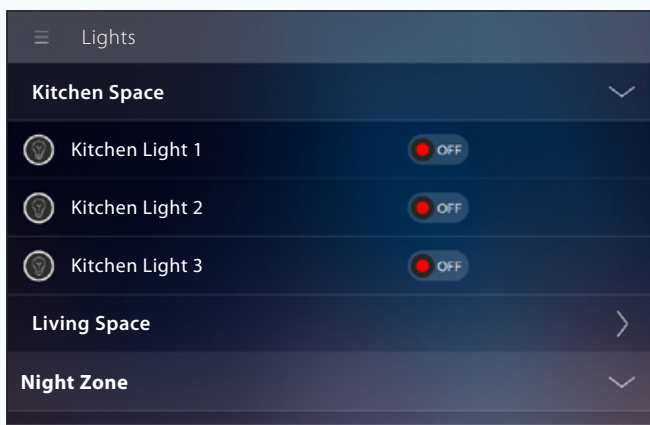 Lights
Kitchen Space
Kitchen Light 1 OFF
Kitchen Light 2 OFF
Kitchen Light 3 OFF
Living Space
Night Zone